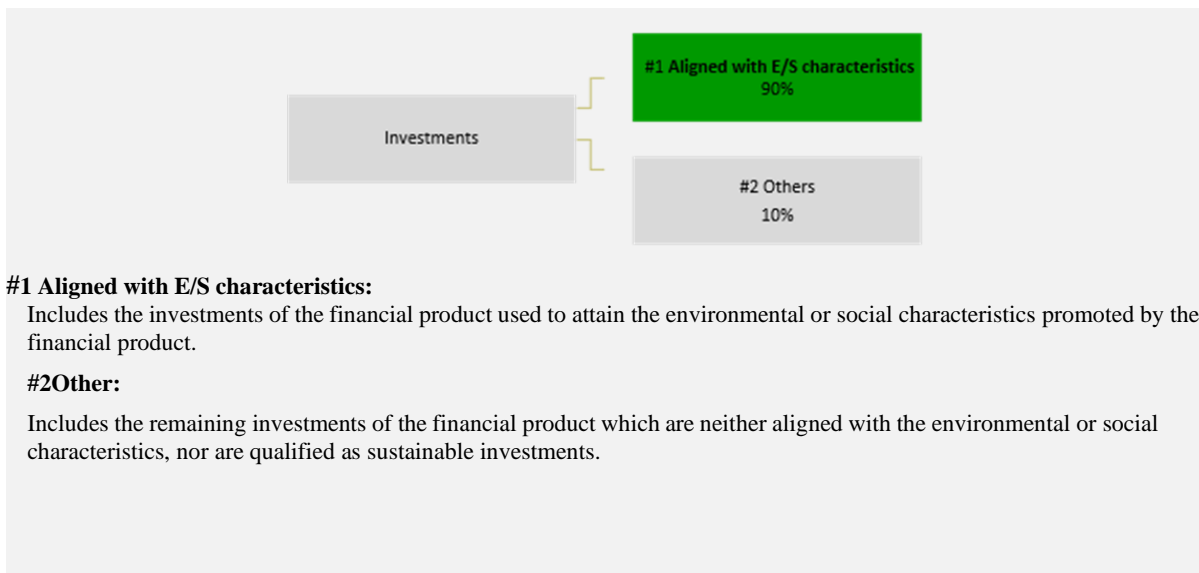 #1 Aligned with E/S characteristics
90%
Investments
#2 Others
10%
#1 Aligned with E/S characteristics:
Includes the investments of the financial product used to attain the environmental or social characteristics promoted by the
financial product.
#2Other:
Includes the remaining investments of the financial product which are neither aligned with the environmental or social
characteristics, nor are qualified as sustainable investments.